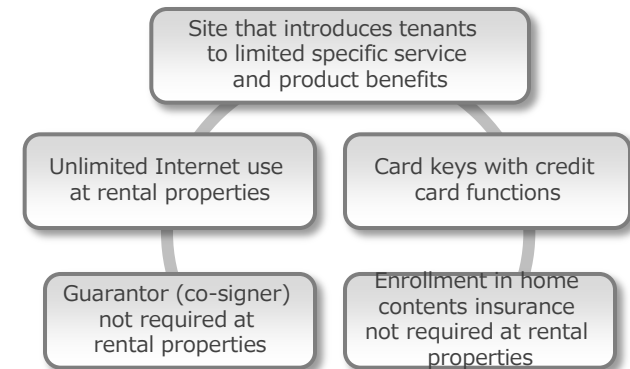 Site that introduces tenants
to limited specific service
and product benefits
Unlimited Internet use
at rental properties
Card keys with credit
card functions
Guarantor (co-signer)
not required at
rental properties
Enrollment in home
contents insurance
not required at rental
properties